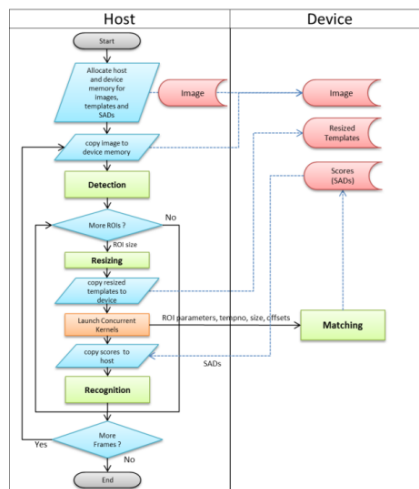 Host
Device
Start
Allocate host
and device
memory for
images,
templates and
SADs
Image
Image
copy image to
device memory
Resized
Templates
Detection
Scores
(SADs)
More ROIs ?
No
ROI size
Resizing
copy resized
templates to
device
Launch Concurrent
Kernels
ROI parameters, tempno, size, offsets
Matching
copy scores to
host
SADs
Recognition
More
Frames ?
Yes
No
End